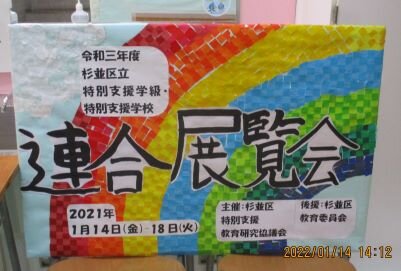 令和三年度
杉並区立
特別支援学級・
特別支援学校
連合展覧会
2021年
1月14日(金)-18日(火)
主催:杉並区
特別支援
教育研究協議会
後援:杉並区
教育委員会
2022/01/14 14:12